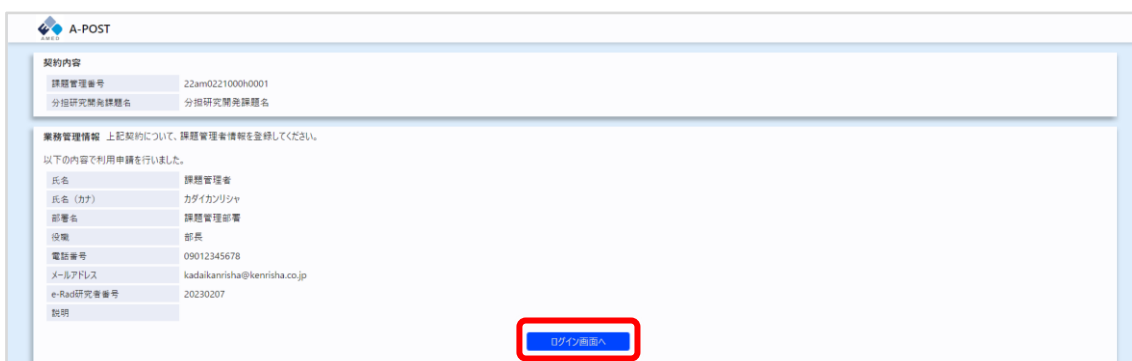 AMED
A-POST
契約内容
課題管理番号 22am0221000h0001
分担研究開発課題名 分担研究開発課題名
業務管理情報 上記契約について、課題管理者情報を登録してください。
以下の内容で利用申請を行いました。
氏名 課題管理者
氏名（カナ） カダイカンリシャ
部署名 課題管理部署
役職 部長
電話番号 09012345678
メールアドレス kadaikanrisha@kenrisha.co.jp
e-Rad研究者番号 20230207
説明
ログイン画面へ